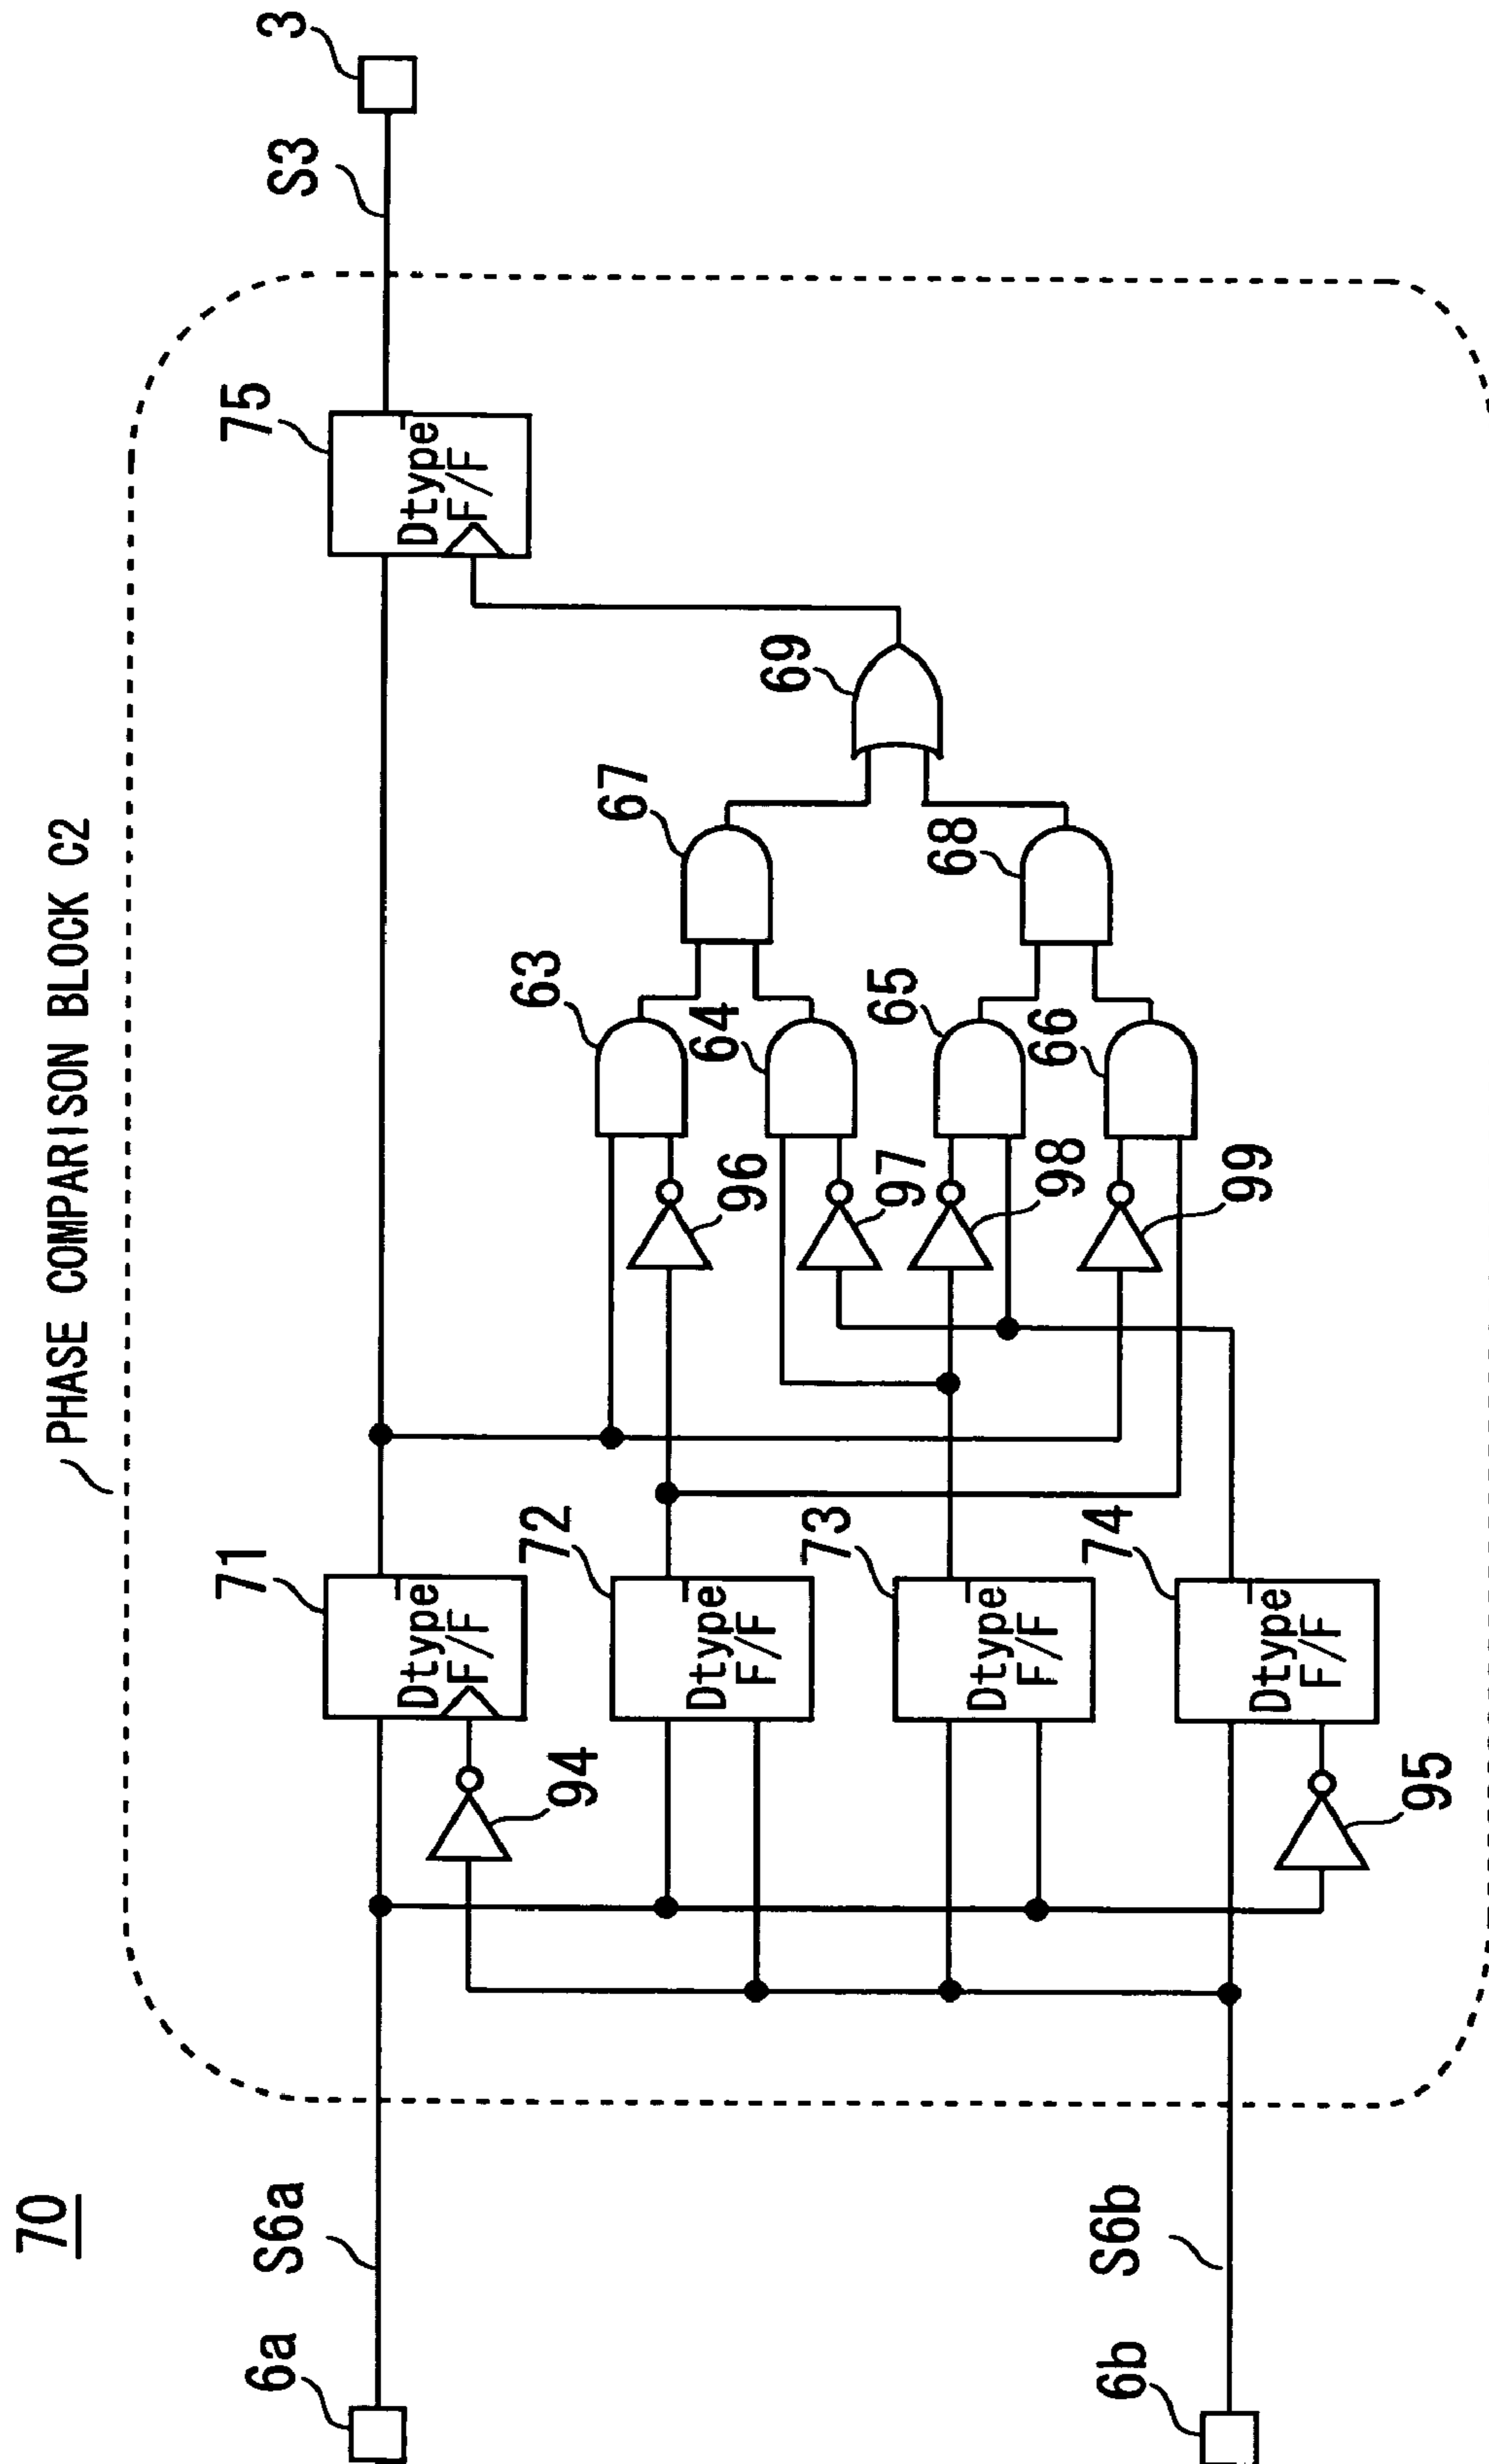 70
PHASE COMPARISON BLOCK C2
6a
S6a
6b
S6b
71
Dtype
F/F
94
72
Dtype
F/F
73
Dtype
F/F
74
Dtype
F/F
95
63
96
64
97
65
98
66
99
67
68
69
75
Dtype
F/F
S3
3